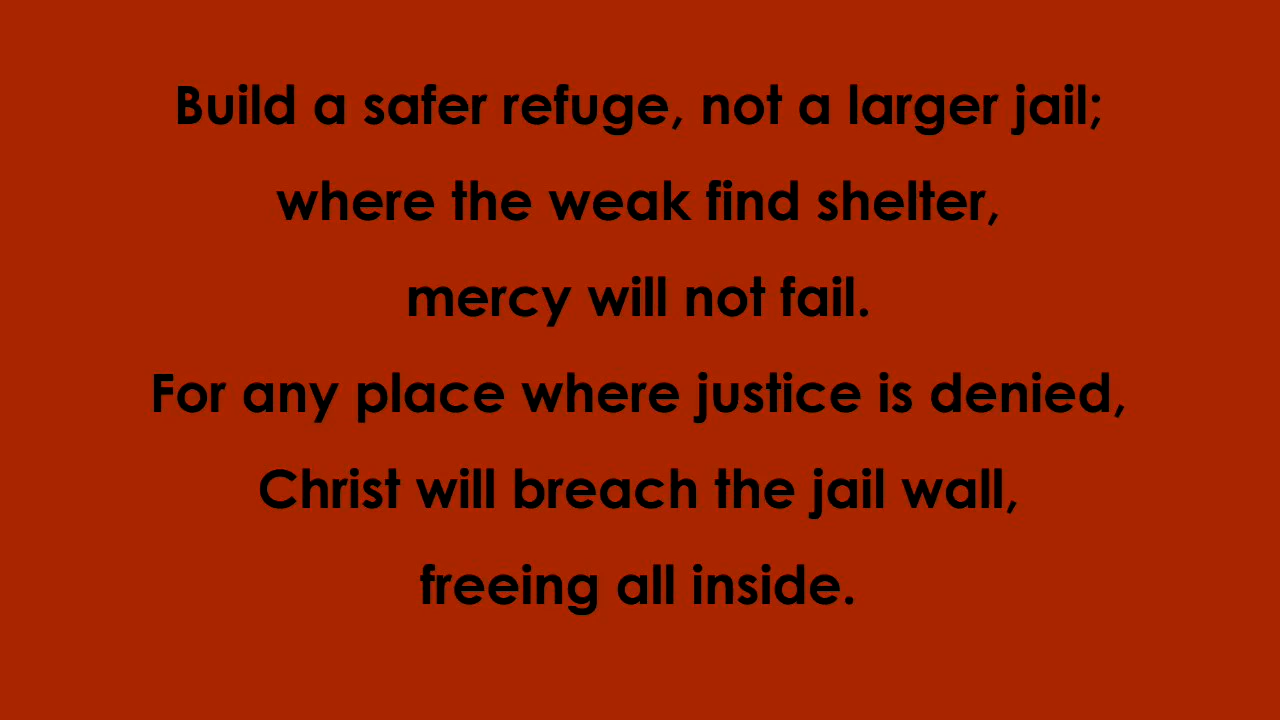 Build a safer refuge, not a larger jail;
where the weak find shelter,
mercy will not fail.
For any place where justice is denied,
Christ will breach the jail wall,
freeing all inside.